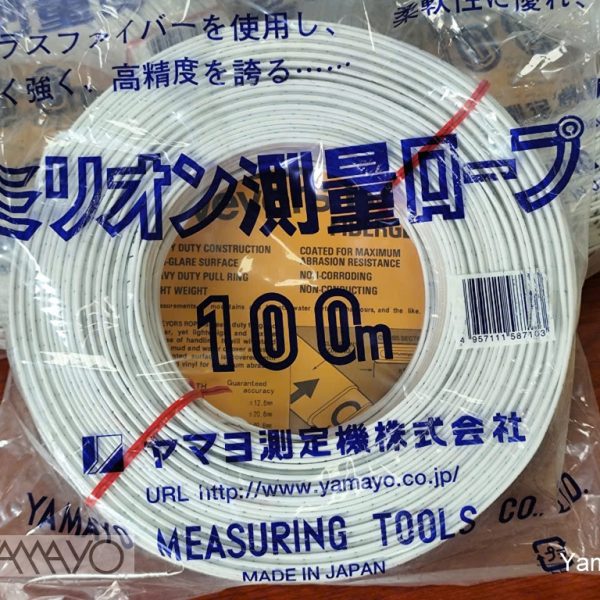 ラスファイバーを使用し、
柔軟性に優れ、
く強く、高精度を誇る……
ミリオン測量ロープ
DUTY CONSTRUCTION
-GLARE SURFACE
DUTY PULL RING
WEIGHT
COATED FOR MAXIMUM
ABRASION RESISTANCE
NON-CORRODING
NON-CONDUCTING
100m
Guaranteed
accuracy
4 957111 587103
ヤマヨ測定機株式会社
URL http://www.yamayo.co.jp/
YAMAYO MEASURING TOOLS CO.,
MADE IN JAPAN
YAMAYO
Yam